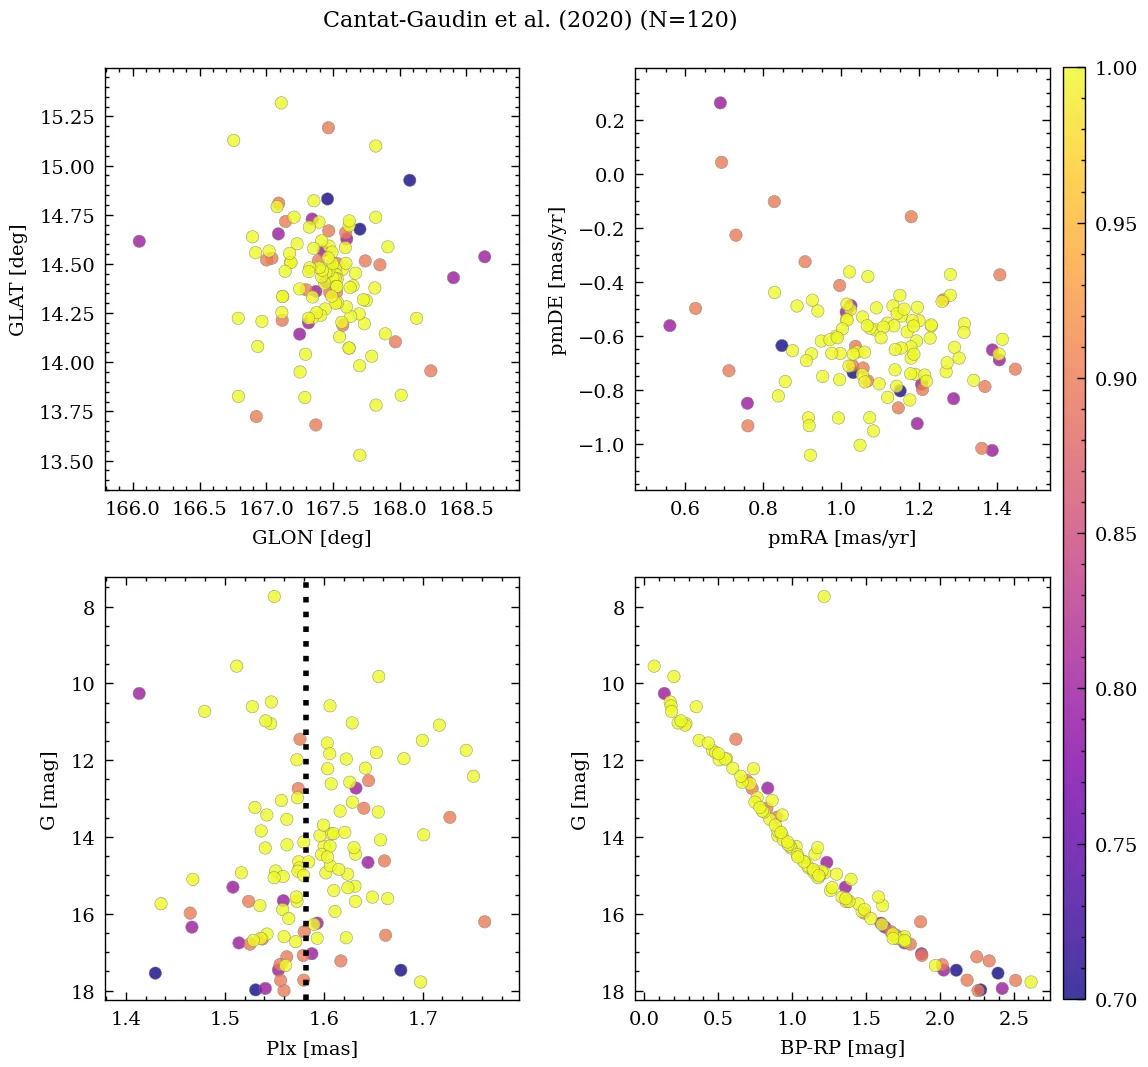 Cantat-Gaudin et al. (2020) (N=120)
15.25
15.00
14.75
14.50
14.25
14.00
13.75
13.50
GLAT [deg]
166.0 166.5 167.0 167.5 168.0 168.5
GLON [deg]
0.2
0.0
−0.2
−0.4
−0.6
−0.8
−1.0
pmDE [mas/yr]
0.6 0.8 1.0 1.2 1.4
pmRA [mas/yr]
8
10
12
14
16
18
G [mag]
1.4 1.5 1.6 1.7
Plx [mas]
8
10
12
14
16
18
G [mag]
0.0 0.5 1.0 1.5 2.0 2.5
BP-RP [mag]
1.00
0.95
0.90
0.85
0.80
0.75
0.70